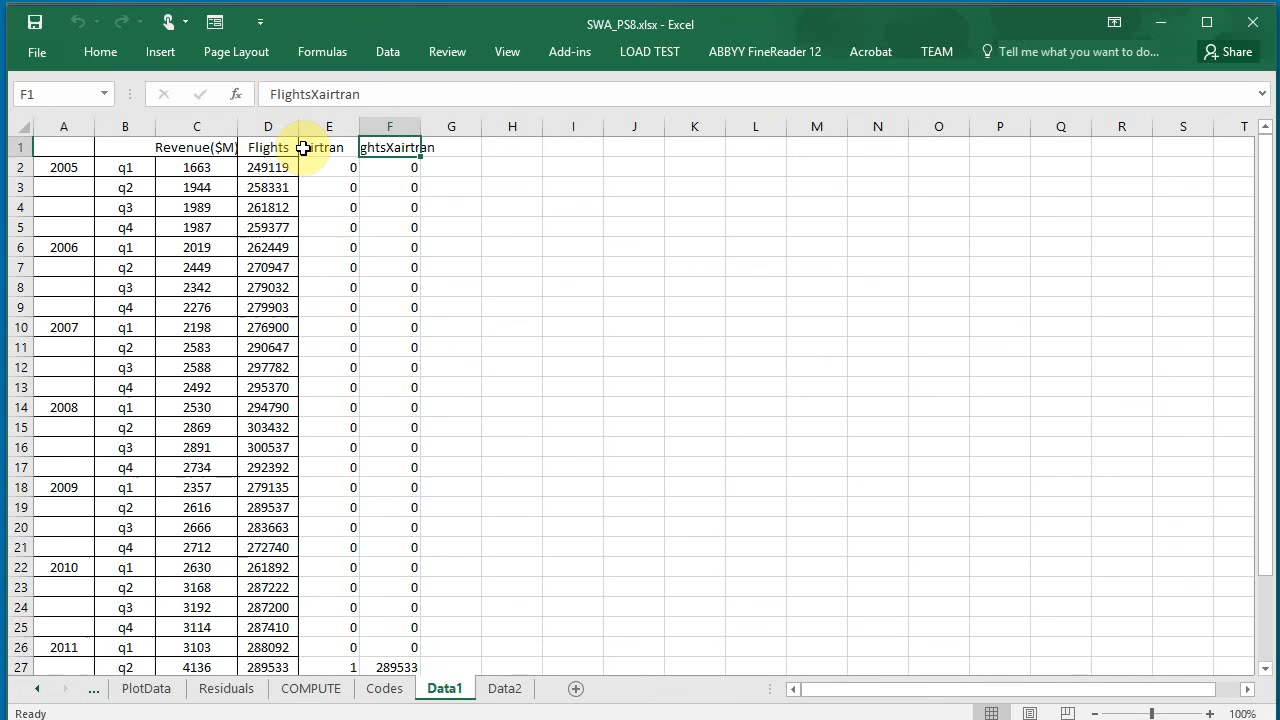 SWA_PS8.xlsx - Excel
File Home Insert Page Layout Formulas Data Review View Add-ins LOAD TEST ABBYY FineReader 12 Acrobat TEAM Tell me what you want to do... Share
F1 fx FlightsXairtran
A B C D E F G H I J K L M N O P Q R S T
1 Revenue($M) Flights Airtran ghtsXairtran
2 2005 q1 1663 249119 0 0
3 q2 1944 258331 0 0
4 q3 1989 261812 0 0
5 q4 1987 259377 0 0
6 2006 q1 2019 262449 0 0
7 q2 2449 270947 0 0
8 q3 2342 279032 0 0
9 q4 2276 279903 0 0
10 2007 q1 2198 276900 0 0
11 q2 2583 290647 0 0
12 q3 2588 297782 0 0
13 q4 2492 295370 0 0
14 2008 q1 2530 294790 0 0
15 q2 2869 303432 0 0
16 q3 2891 300537 0 0
17 q4 2734 292392 0 0
18 2009 q1 2357 279135 0 0
19 q2 2616 289537 0 0
20 q3 2666 283663 0 0
21 q4 2712 272740 0 0
22 2010 q1 2630 261892 0 0
23 q2 3168 287222 0 0
24 q3 3192 287200 0 0
25 q4 3114 287410 0 0
26 2011 q1 3103 288092 0 0
27 q2 4136 289533 1 289533
... PlotData Residuals COMPUTE Codes Data1 Data2
Ready 100%